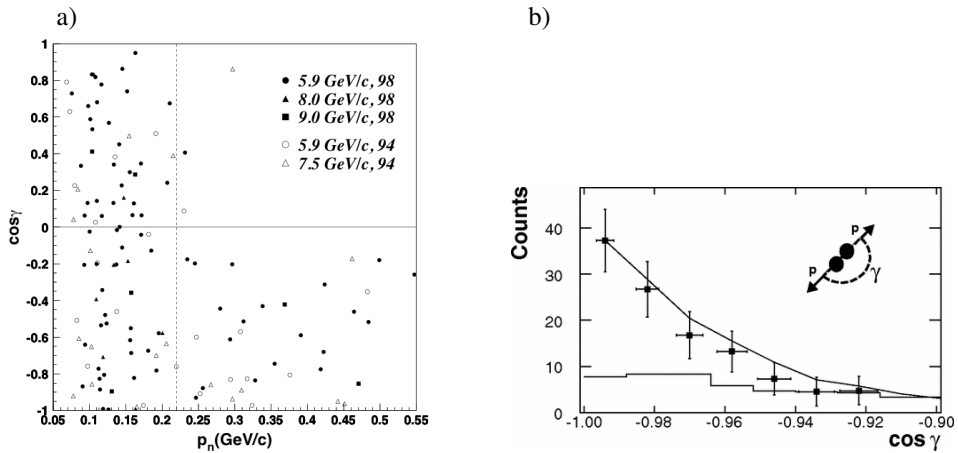 a)
b)
1
0.8
0.6
0.4
0.2
0
-0.2
-0.4
-0.6
-0.8
-1
cosγ
5.9 GeV/c, 98
8.0 GeV/c, 98
9.0 GeV/c, 98
5.9 GeV/c, 94
7.5 GeV/c, 94
0.05 0.1 0.15 0.2 0.25 0.3 0.35 0.4 0.45 0.5 0.55
pn(GeV/c)
Counts
40
30
20
10
0
p
p
γ
-1.00 -0.98 -0.96 -0.94 -0.92 -0.90
cos γ